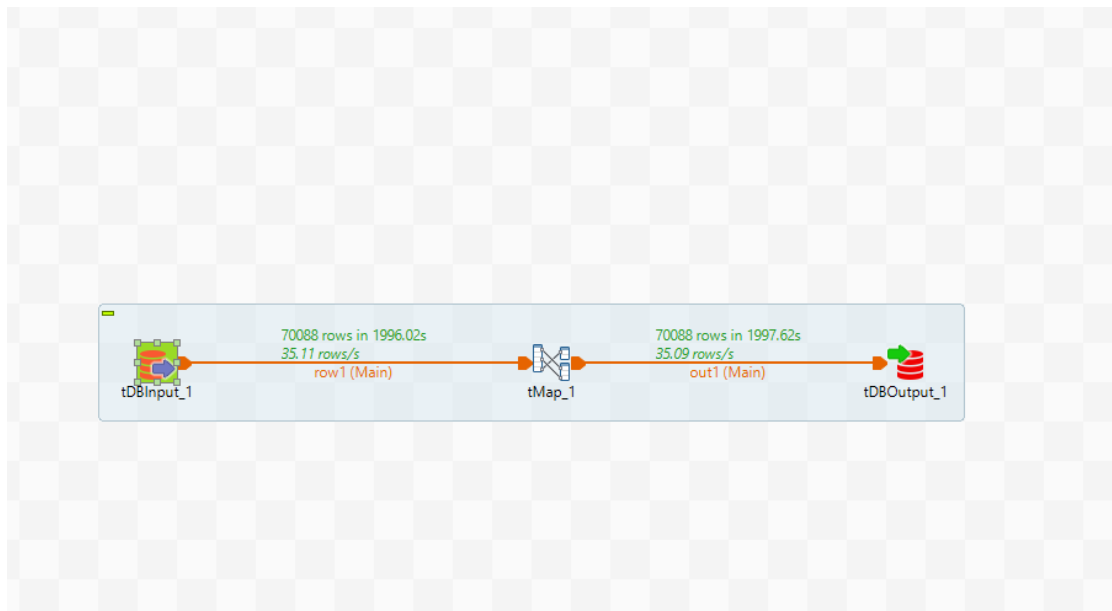 70088 rows in 1996.02s
35.11 rows/s
row1 (Main)
70088 rows in 1997.62s
35.09 rows/s
out1 (Main)
tDBInput_1
tMap_1
tDBOutput_1